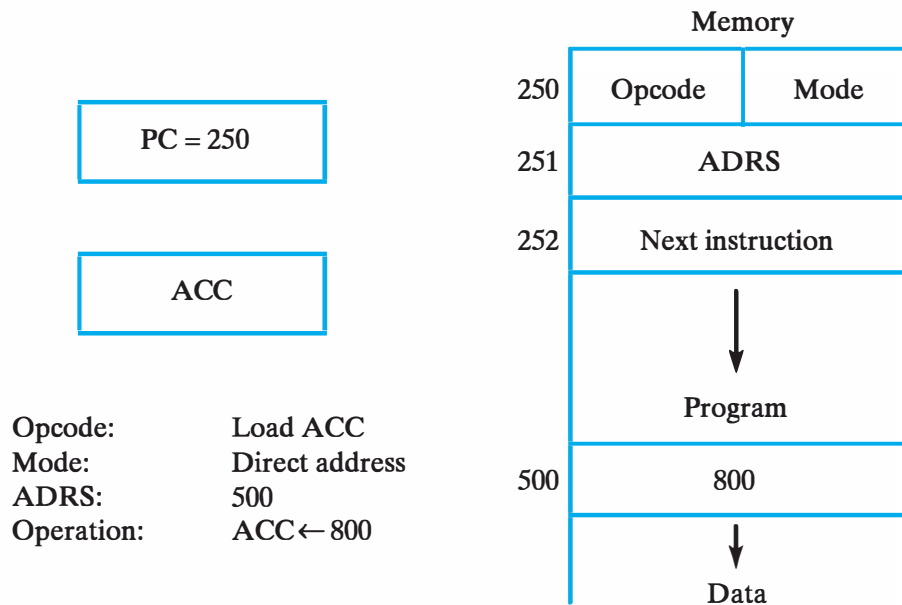 Memory
250 Opcode Mode
PC = 250
251 ADRS
252 Next instruction
ACC
Program
Opcode: Load ACC
Mode: Direct address
ADRS: 500
Operation: ACC ← 800
500 800
Data